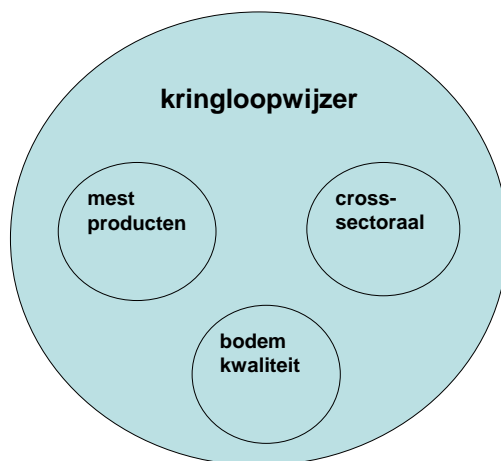 kringloopwijzer
mest
producten
cross-
sectoraal
bodem
kwaliteit